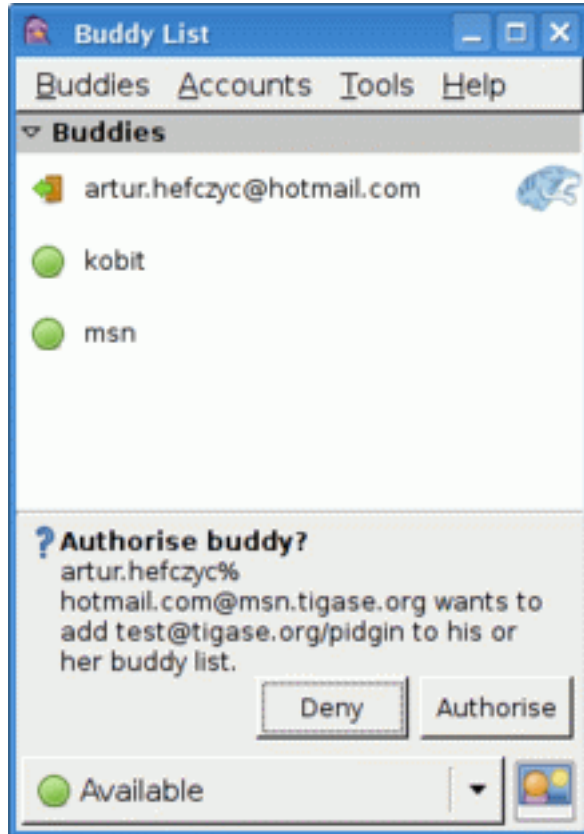 Buddy List
Buddies Accounts Tools Help
Buddies
artur.hefczyc@hotmail.com
kobit
msn
Authorise buddy?
artur.hefczyc%
hotmail.com@msn.tigase.org wants to
add test@tigase.org/pidgin to his or
her buddy list.
Deny Authorise
Available